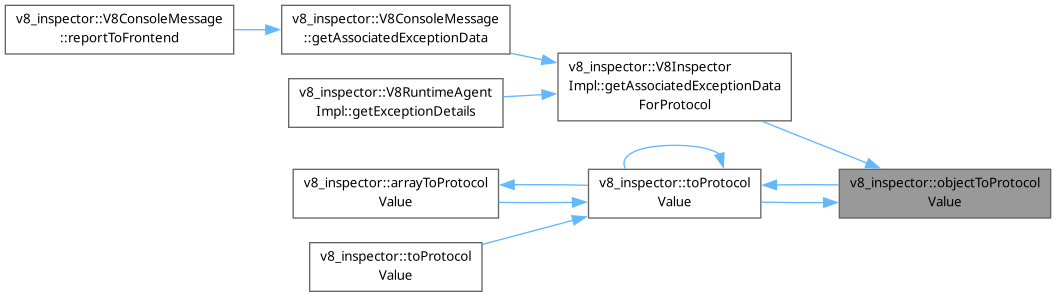 v8_inspector::V8ConsoleMessage
::reportToFrontend
v8_inspector::V8ConsoleMessage
::getAssociatedExceptionData
v8_inspector::V8RuntimeAgent
Impl::getExceptionDetails
v8_inspector::V8Inspector
Impl::getAssociatedExceptionData
ForProtocol
v8_inspector::arrayToProtocol
Value
v8_inspector::toProtocol
Value
v8_inspector::toProtocol
Value
v8_inspector::objectToProtocol
Value